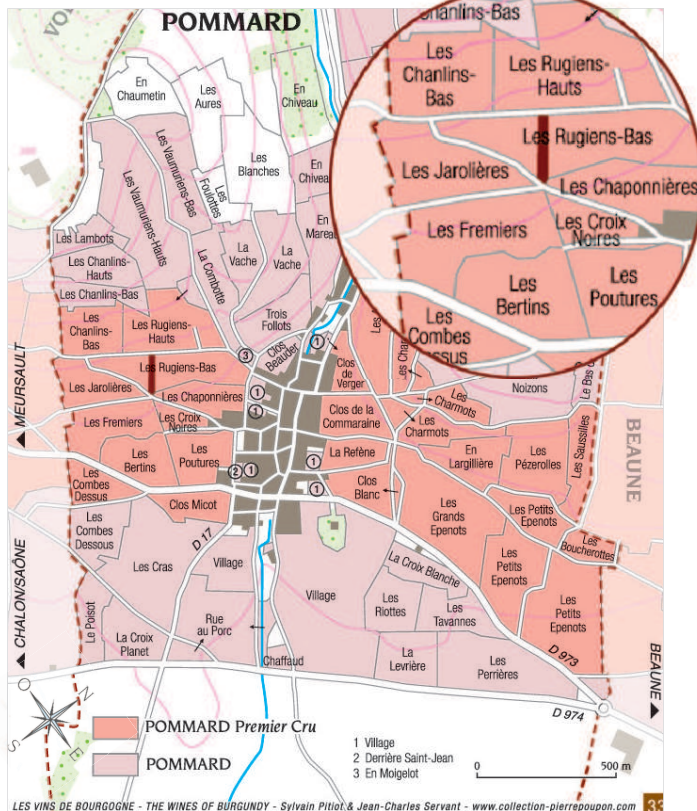 POMMARD
En
Chaumetin
Les
Aures
En
Chiveau
Les Vaumuriens-Bas
Les Vaumuriens-Hauts
Les
Foulottes
Les
Blanches
En
Mareau
Les Lambots
Les Chanlins-
Hauts
Les Chanlins-Bas
La Combotte
La
Vache
La
Vache
Trois
Follots
Clos
Beauder
Les
Chanlins-
Bas
Les Rugiens-
Hauts
Les Rugiens-Bas
Les Jarolières
Les Chaponnières
Les Fremiers
Les Croix
Noires
Les
Bertins
Les
Poutures
Les
Combes
Dessus
Clos Micot
Clos
de
Verger
Clos de la
Commaraine
La Refène
Clos
Blanc
Les
Charmots
Les
Charmots
Noizons
En
Largillière
Les
Pézerolles
Les Saussilles
Les
Grands
Epenots
Les Petits
Epenots
Les
Boucherottes
Les
Petits
Epenots
Les
Petits
Epenots
Les
Combes
Dessous
Les Cras
Village
Village
La Croix Blanche
Les
Riottes
Les
Tavannes
Le Poisot
La Croix
Planet
Rue
au Porc
Chaffaud
La
Levrière
Les
Perrières
D 17
D 973
D 974
MEURSAULT
CHALON/SAÔNE
BEAUNE
BEAUNE
Chanlins-Bas
Les
Chanlins-
Bas
Les Rugiens-
Hauts
Les Rugiens-Bas
Les Jarolières
Les Chaponnières
Les Fremiers
Les Croix
Noires
Les
Bertins
Les
Poutures
Les
Combes
1
3
1
1
2
1
1
1
N
S
E
O
POMMARD Premier Cru
POMMARD
1 Village
2 Derrière Saint-Jean
3 En Moigelot
0 500 m
LES VINS DE BOURGOGNE - THE WINES OF BURGUNDY - Sylvain Pitiot & Jean-Charles Servant - www.collection-pierrepoupon.com 33